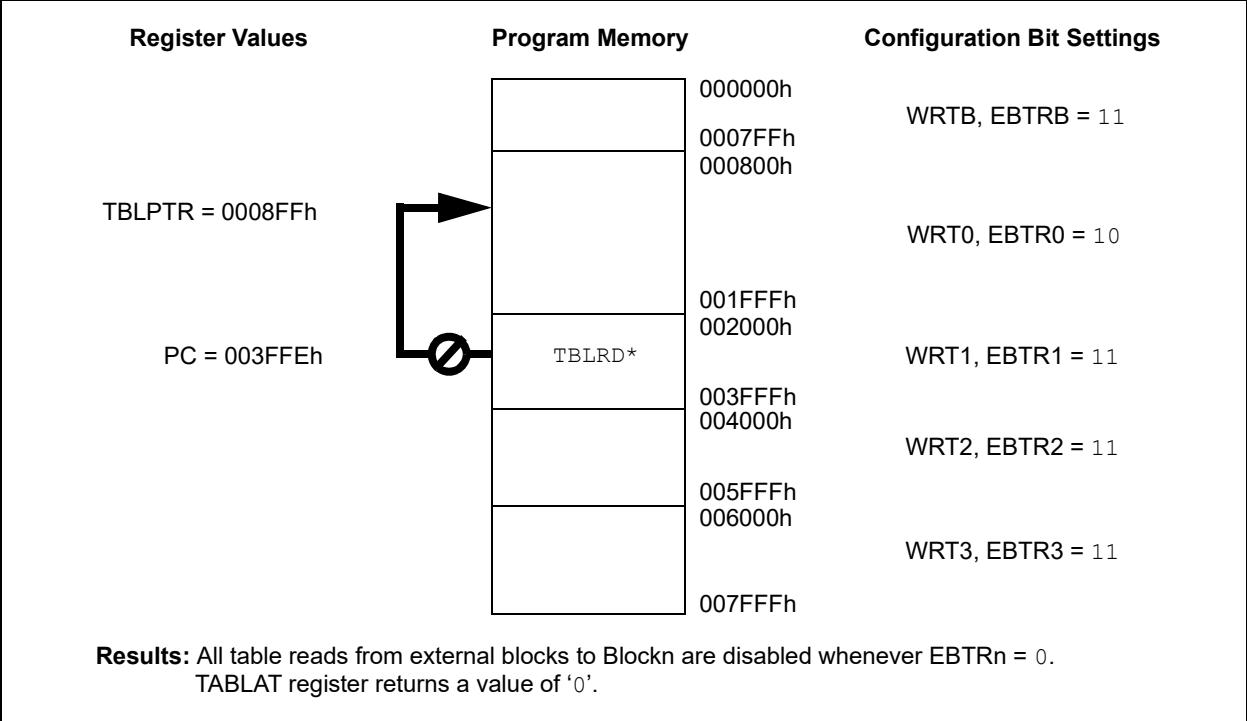 Register Values
Program Memory
Configuration Bit Settings
000000h
WRTB, EBTRB = 11
0007FFh
000800h
TBLPTR = 0008FFh
WRT0, EBTR0 = 10
001FFFh
002000h
PC = 003FFEh
TBLRD*
WRT1, EBTR1 = 11
003FFFh
004000h
WRT2, EBTR2 = 11
005FFFh
006000h
WRT3, EBTR3 = 11
007FFFh
Results: All table reads from external blocks to Blockn are disabled whenever EBTRn = 0.
TABLAT register returns a value of ‘0’.